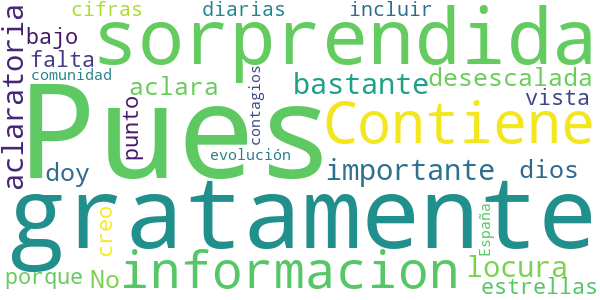 cifras diarias incluir
aclaratoria bajo sorprendida
falta
comunidad aclara contagios bastante desescalada
Pues Contiene vista
punto
evolución
doy importante dios
gratamente
creo España
porque No informacion locura
estrellas